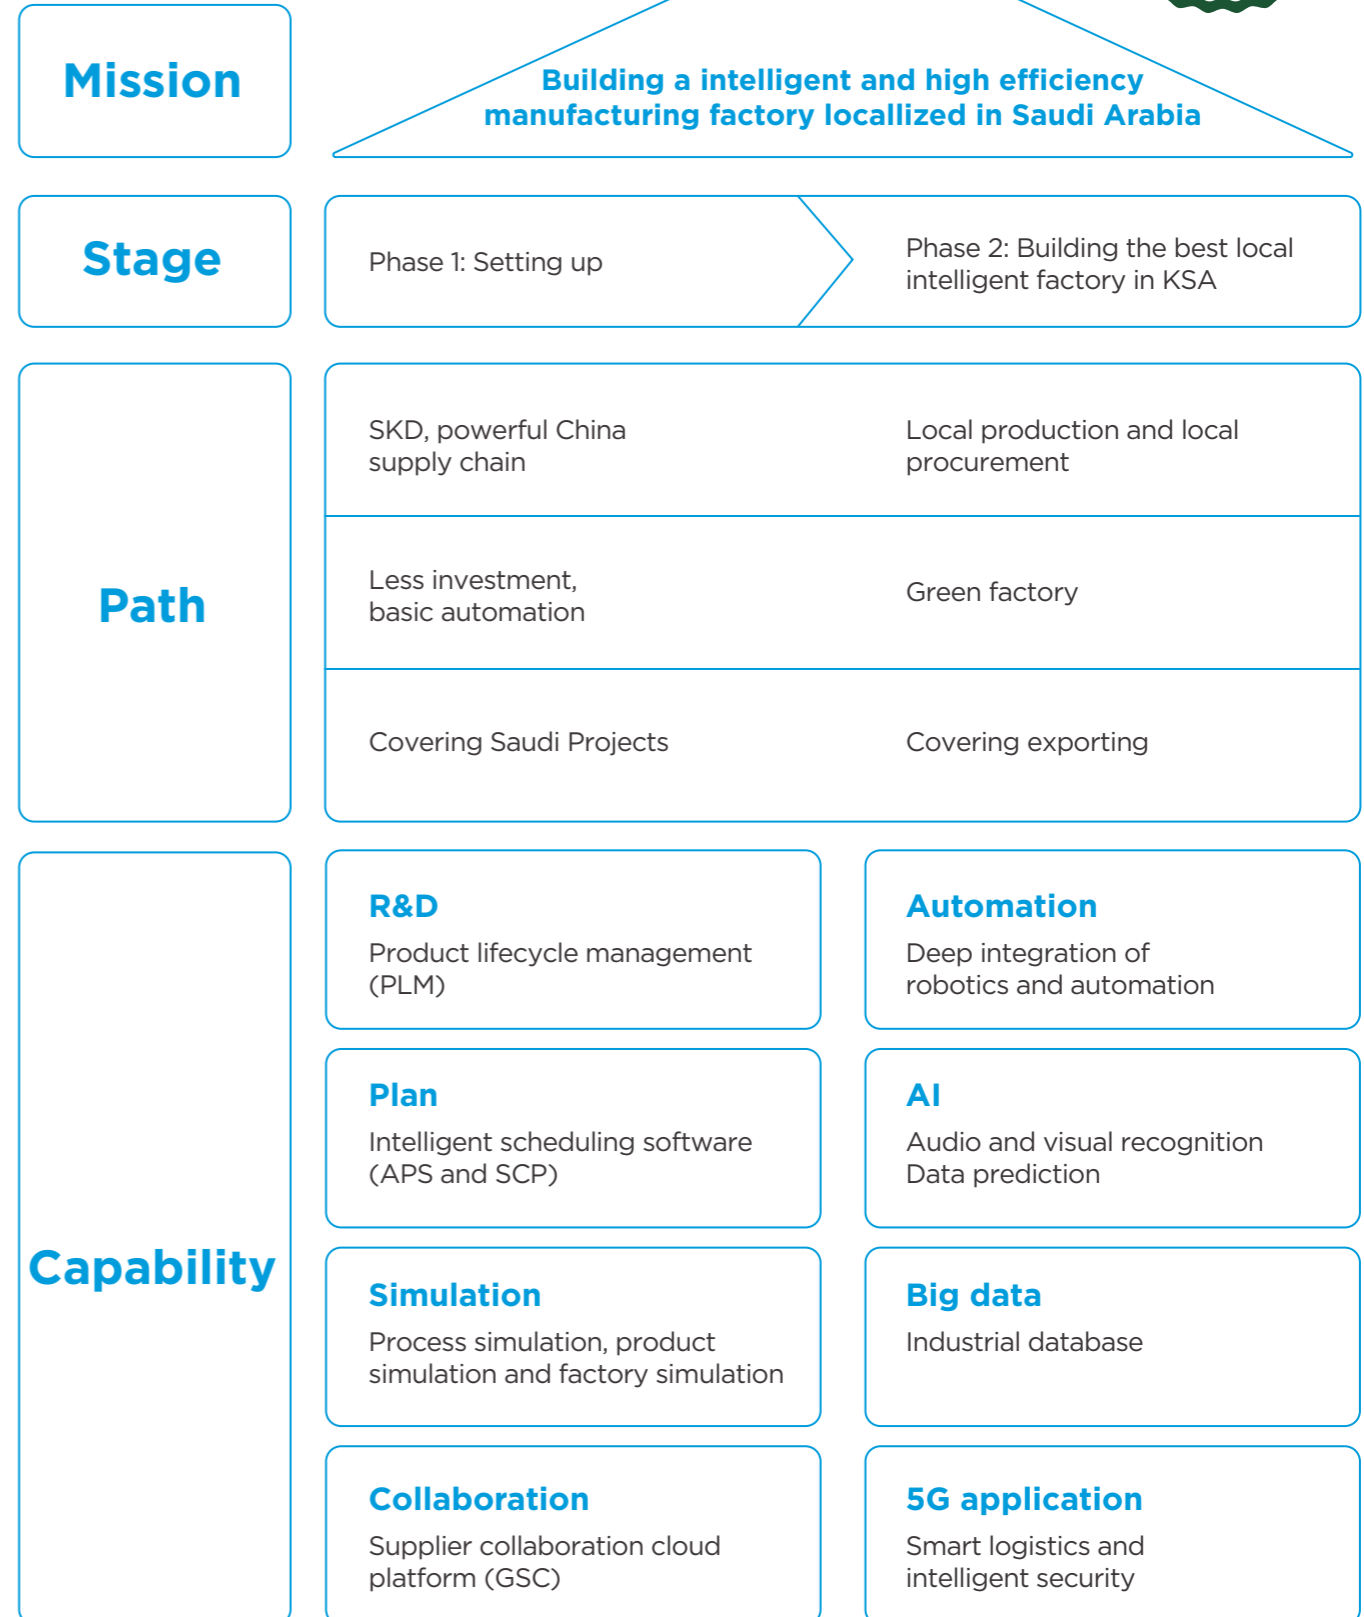 Mission
Building a intelligent and high efficiency
manufacturing factory locallized in Saudi Arabia
Stage
Phase 1: Setting up
Phase 2: Building the best local
intelligent factory in KSA
Path
SKD, powerful China
supply chain
Local production and local
procurement
Less investment,
basic automation
Green factory
Covering Saudi Projects
Covering exporting
Capability
R&D
Product lifecycle management
(PLM)
Automation
Deep integration of
robotics and automation
Plan
Intelligent scheduling software
(APS and SCP)
AI
Audio and visual recognition
Data prediction
Simulation
Process simulation, product
simulation and factory simulation
Big data
Industrial database
Collaboration
Supplier collaboration cloud
platform (GSC)
5G application
Smart logistics and
intelligent security